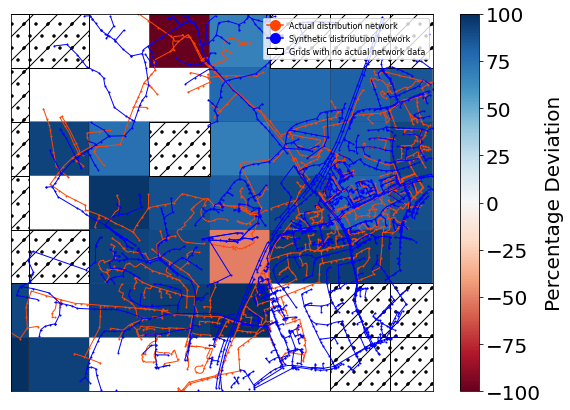 Actual distribution network
Synthetic distribution network
Grids with no actual network data
100
75
50
25
0
−25
−50
−75
−100
Percentage Deviation